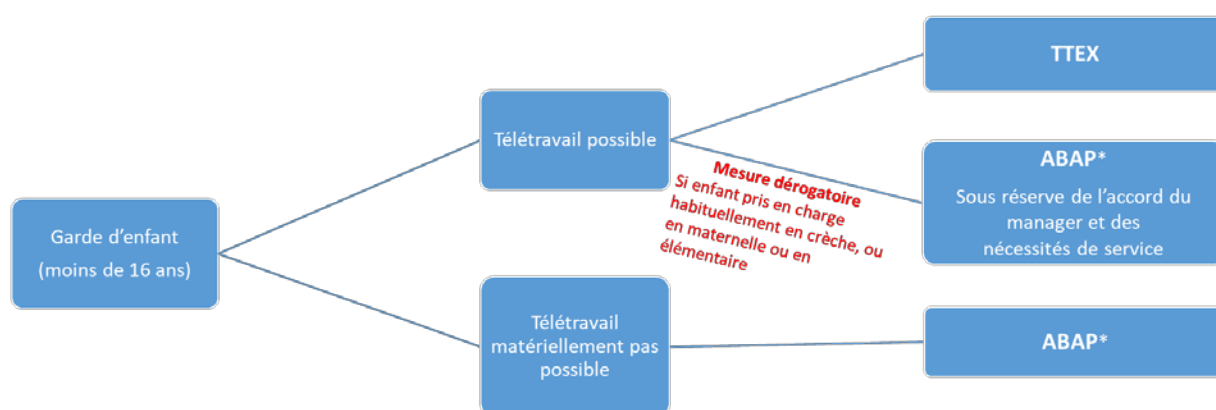 Garde d'enfant
(moins de 16 ans)
Télétravail possible
TTEX
Mesure dérogatoire
Si enfant pris en charge
habituellement en crèche, ou
en maternelle ou en
élémentaire
ABAP*
Sous réserve de l'accord du
manager et des
nécessités de service
Télétravail
matériellement pas
possible
ABAP*